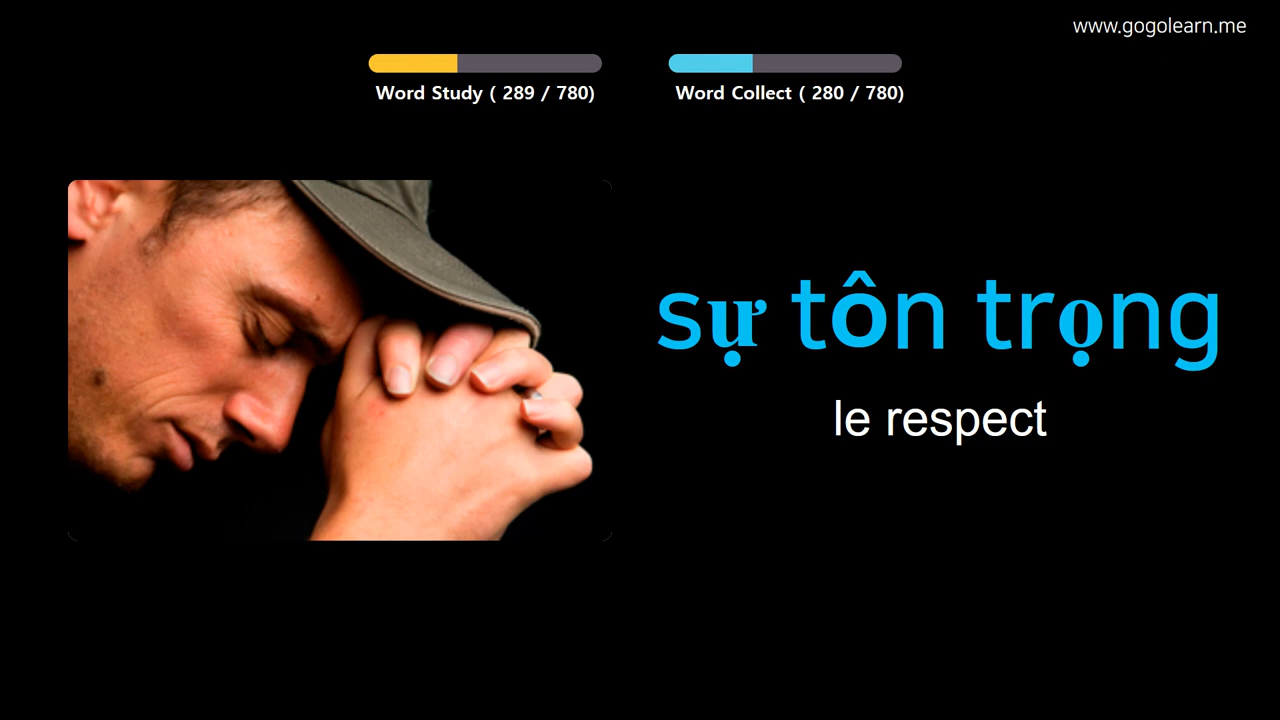 www.gogolearn.me
Word Study ( 289 / 780)
Word Collect ( 280 / 780)
sự tôn trọng
le respect